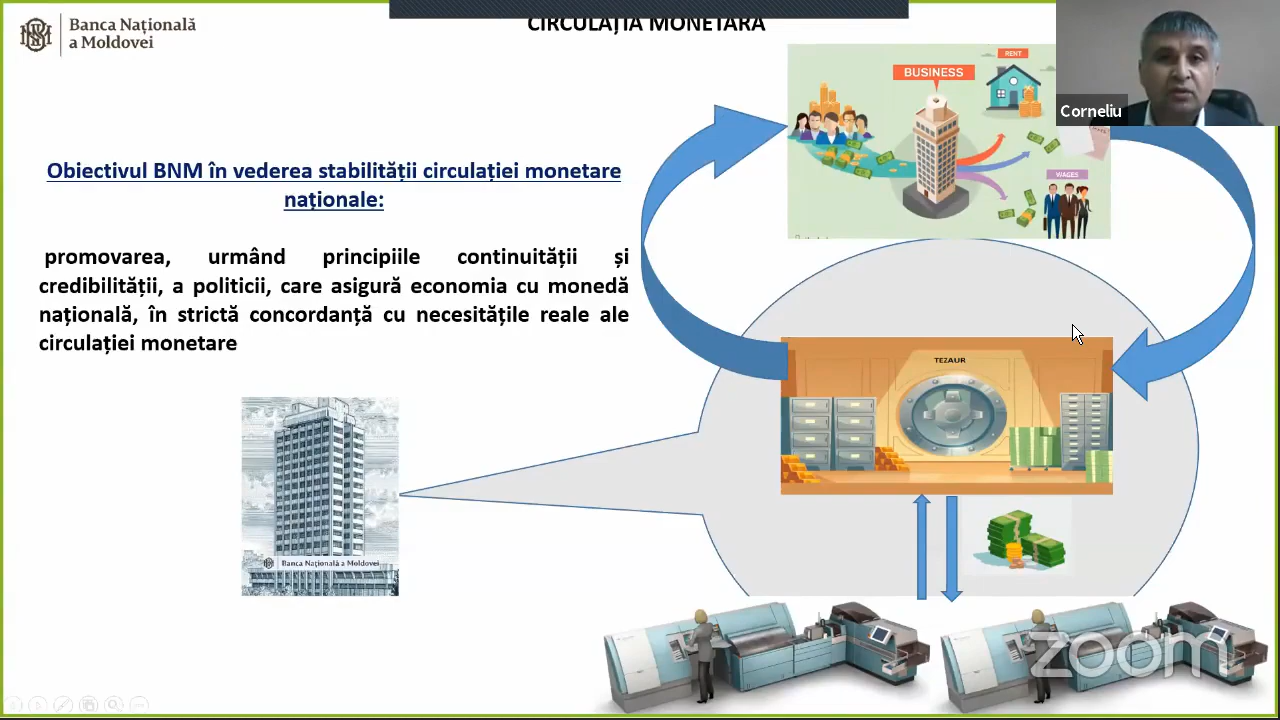 Banca Națională
a Moldovei
CIRCULAȚIA MONETARĂ
Corneliu
BUSINESS
RENT
WAGES
Obiectivul BNM în vederea stabilității circulației monetare
naționale:
promovarea, urmând principiile continuității și
credibilității, a politicii, care asigură economia cu monedă
națională, în strictă concordanță cu necesitățile reale ale
circulației monetare
TEZAUR
Banca Națională a Moldovei
zoom